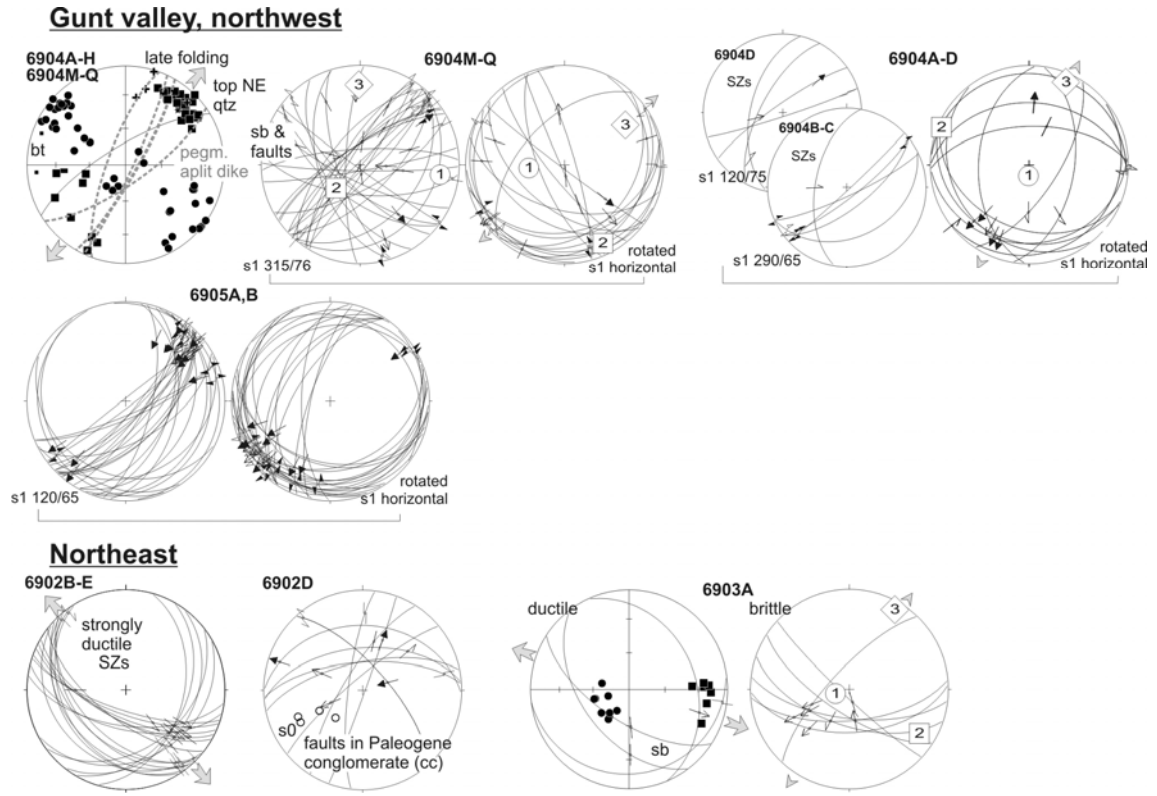 Gunt valley, northwest
6904A-H
6904M-Q
late folding
top NE
qtz
bt
pegm.
aplit dike
6904M-Q
sb &
faults
3
2
1
s1 315/76
3
1
2
rotated
s1 horizontal
6904D
SZs
s1 120/75
6904B-C
SZs
s1 290/65
6904A-D
3
2
1
rotated
s1 horizontal
6905A,B
s1 120/65
rotated
s1 horizontal
Northeast
6902B-E
strongly
ductile
SZs
6902D
s0
faults in Paleogene
conglomerate (cc)
6903A
ductile
sb
brittle
3
1
2